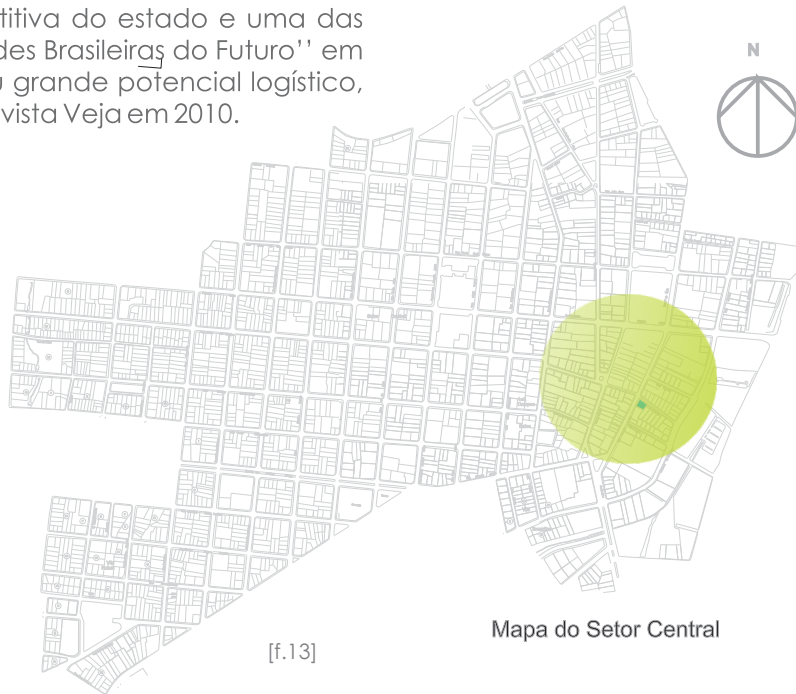 titiva do estado e uma das
des Brasileiras do Futuro’’ em
u grande potencial logístico,
vista Veja em 2010.
N
Mapa do Setor Central
[f.13]